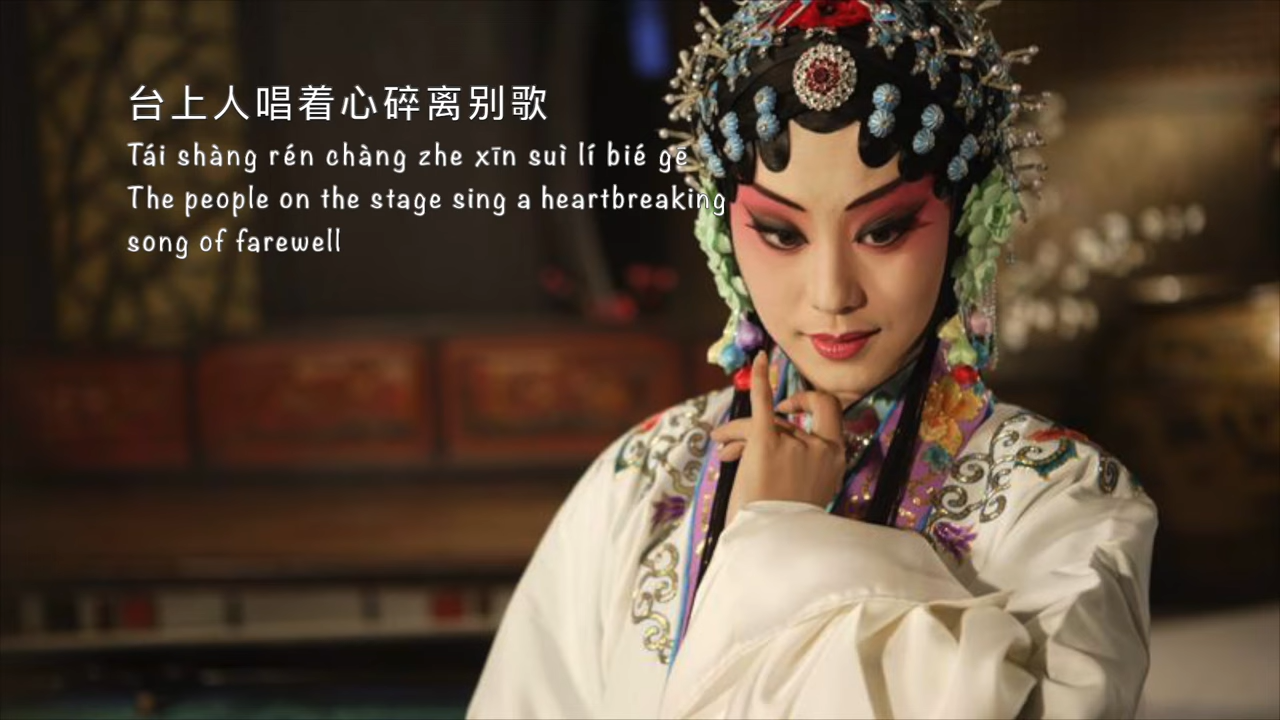 台上人唱着心碎离别歌
Tái shàng rén chàng zhe xīn suì lí bié gē
The people on the stage sing a heartbreaking
song of farewell